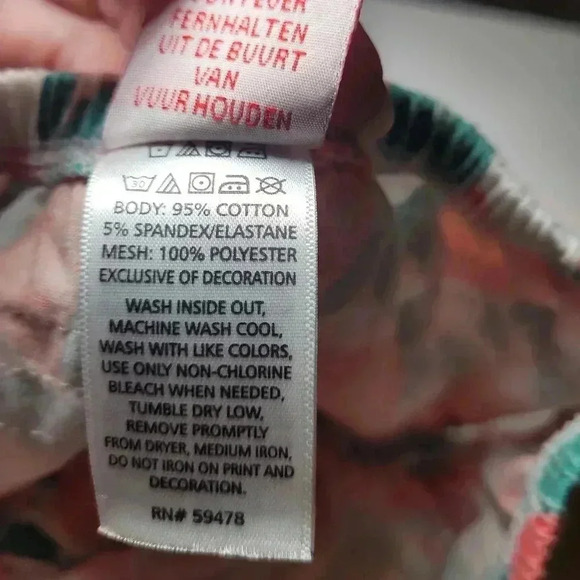 FERNHALTEN
UIT DE BUURT
VAN
VUUR HOUDEN
30
BODY: 95% COTTON
5% SPANDEX/ELASTANE
MESH: 100% POLYESTER
EXCLUSIVE OF DECORATION
WASH INSIDE OUT,
MACHINE WASH COOL,
WASH WITH LIKE COLORS,
USE ONLY NON-CHLORINE
BLEACH WHEN NEEDED,
TUMBLE DRY LOW,
REMOVE PROMPTLY
FROM DRYER, MEDIUM IRON,
DO NOT IRON ON PRINT AND
DECORATION.
RN# 59478